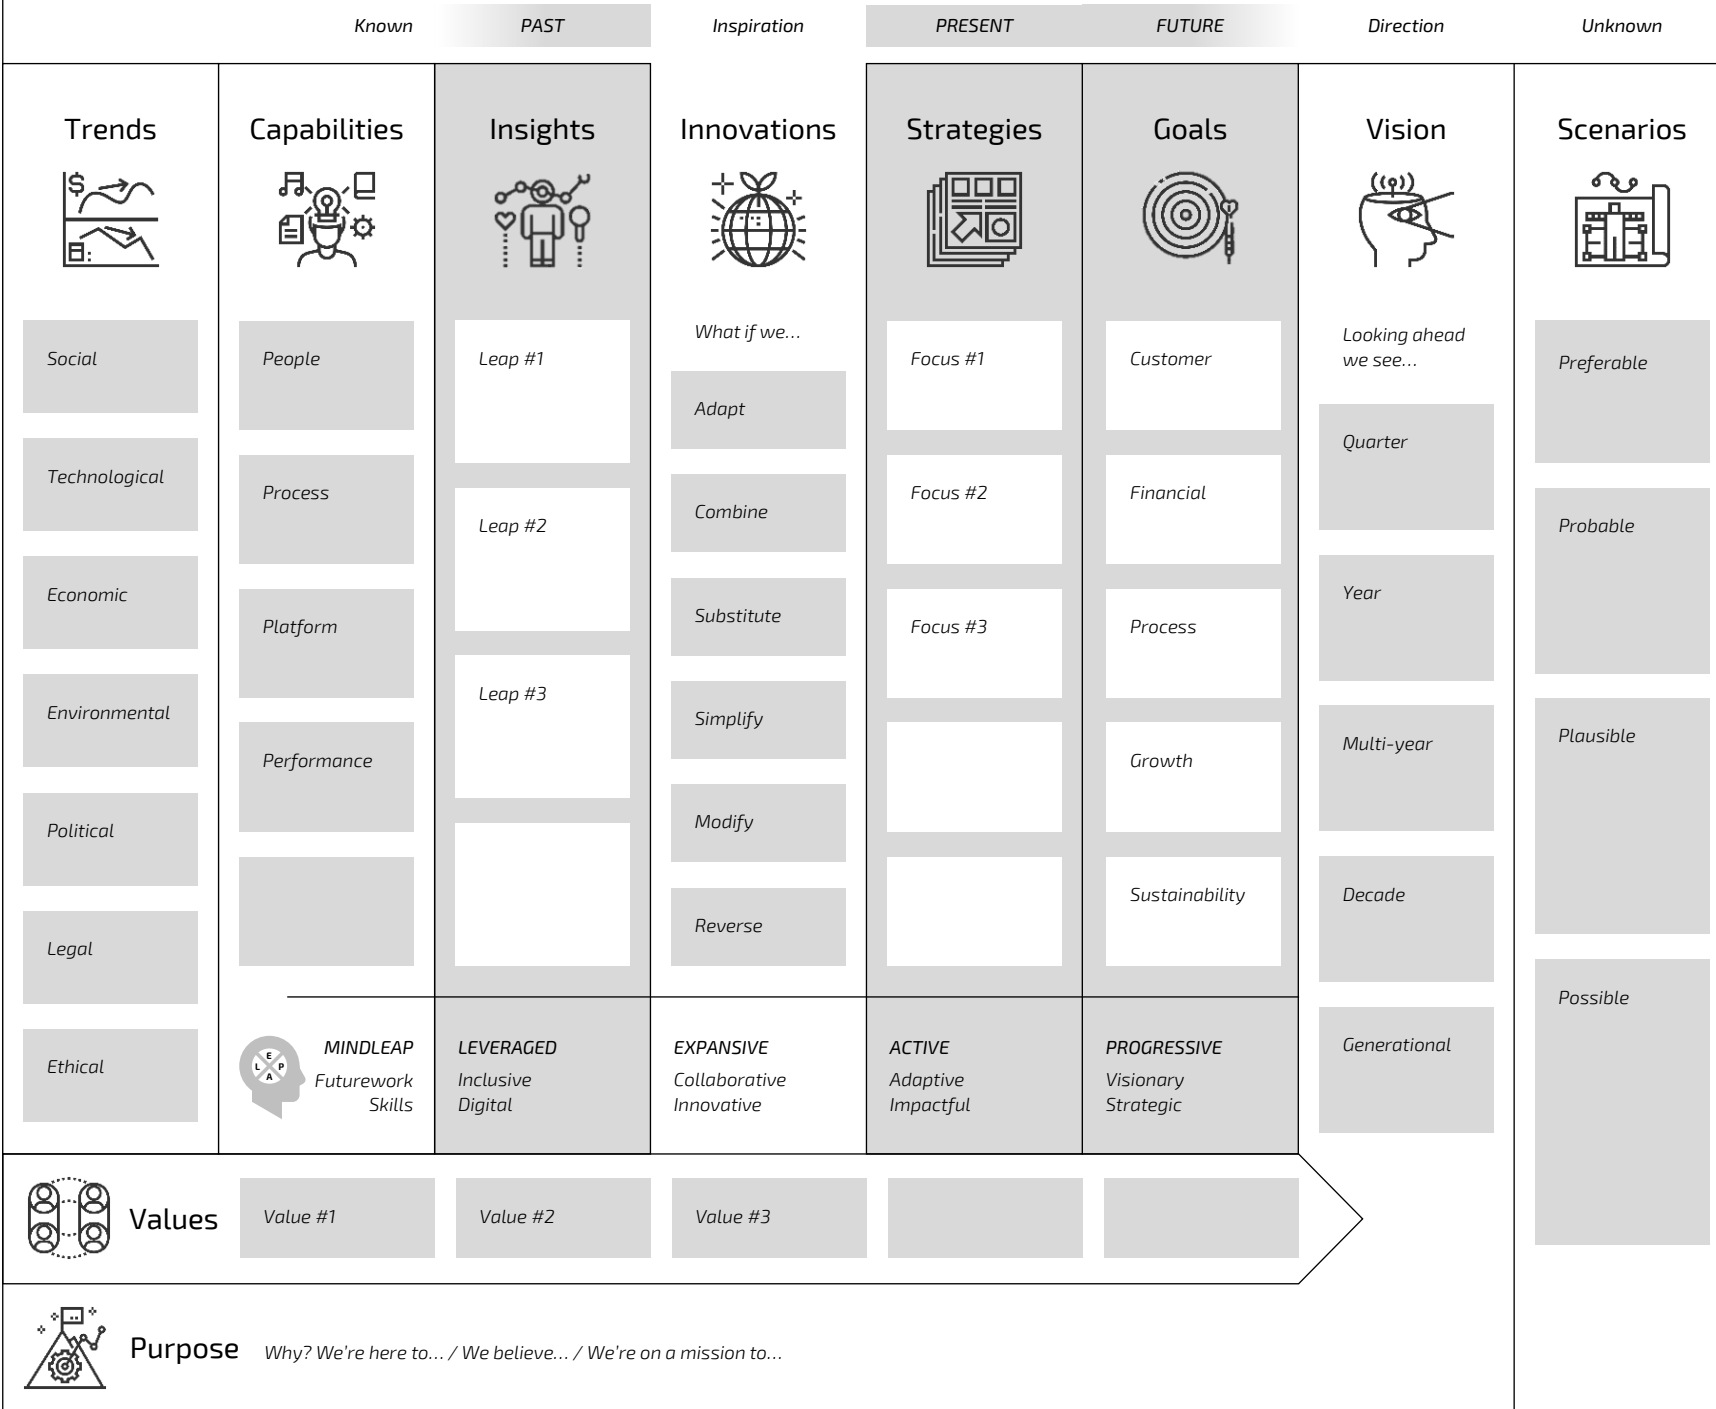 Known
PAST
Inspiration
PRESENT
FUTURE
Direction
Unknown
Trends
Social
Technological
Economic
Environmental
Political
Legal
Ethical
Capabilities
People
Process
Platform
Performance
MINDLEAP
Futurework
Skills
L E P A
Insights
Leap #1
Leap #2
Leap #3
LEVERAGED
Inclusive
Digital
Innovations
What if we...
Adapt
Combine
Substitute
Simplify
Modify
Reverse
EXPANSIVE
Collaborative
Innovative
Strategies
Focus #1
Focus #2
Focus #3
ACTIVE
Adaptive
Impactful
Goals
Customer
Financial
Process
Growth
Sustainability
PROGRESSIVE
Visionary
Strategic
Vision
Looking ahead
we see...
Quarter
Year
Multi-year
Decade
Generational
Scenarios
Preferable
Probable
Plausible
Possible
Values
Value #1
Value #2
Value #3
Purpose
Why? We're here to... / We believe... / We're on a mission to...